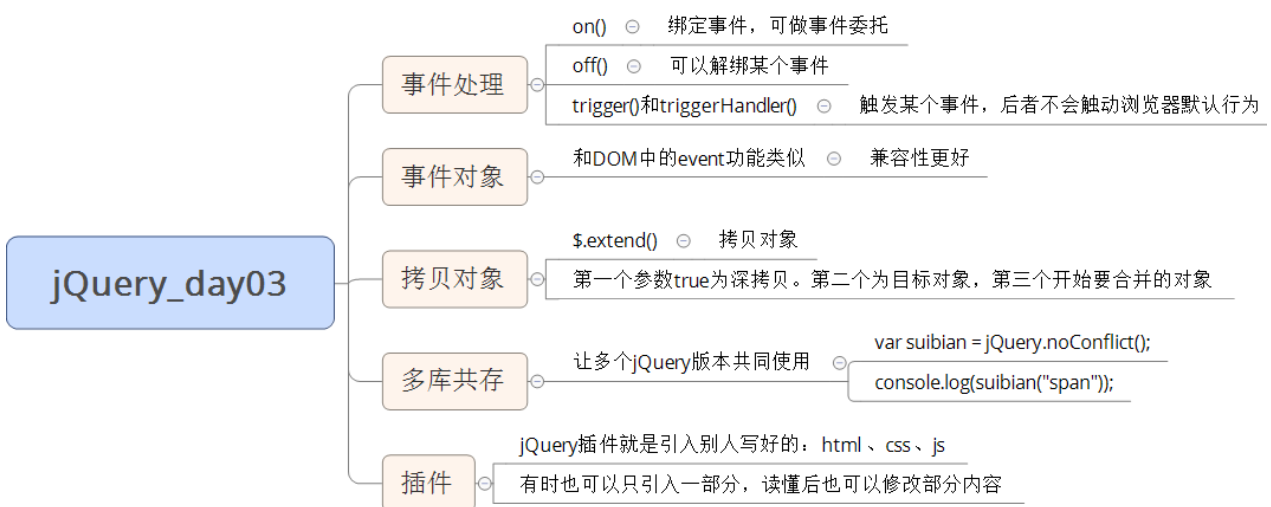 jQuery_day03
事件处理
on() 绑定事件，可做事件委托
off() 可以解绑某个事件
trigger()和triggerHandler() 触发某个事件，后者不会触动浏览器默认行为
事件对象
和DOM中的event功能类似 兼容性更好
拷贝对象
$.extend() 拷贝对象
第一个参数true为深拷贝。第二个为目标对象，第三个开始要合并的对象
多库共存
让多个jQuery版本共同使用
var suibian = jQuery.noConflict();
console.log(suibian("span"));
插件
jQuery插件就是引入别人写好的：html 、css、js
有时也可以只引入一部分，读懂后也可以修改部分内容